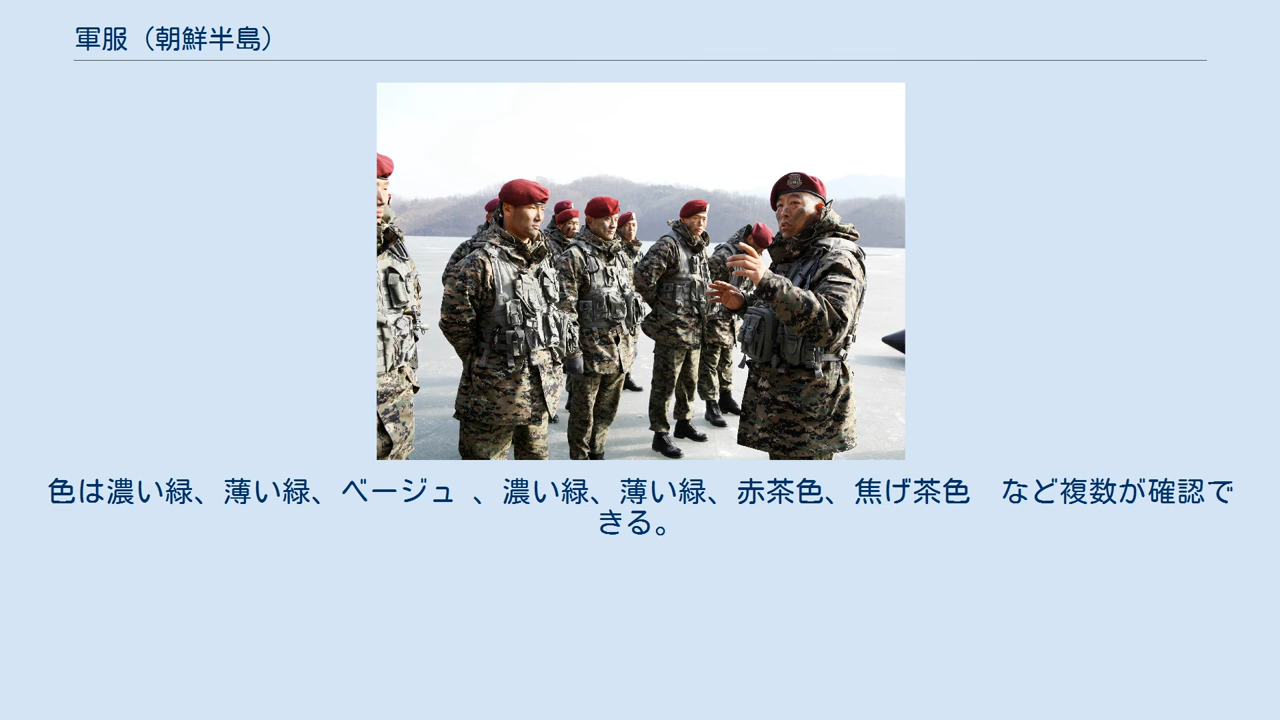 軍服（朝鮮半島）
色は濃い緑、薄い緑、ベージュ 、濃い緑、薄い緑、赤茶色、焦げ茶色　など複数が確認で
きる。